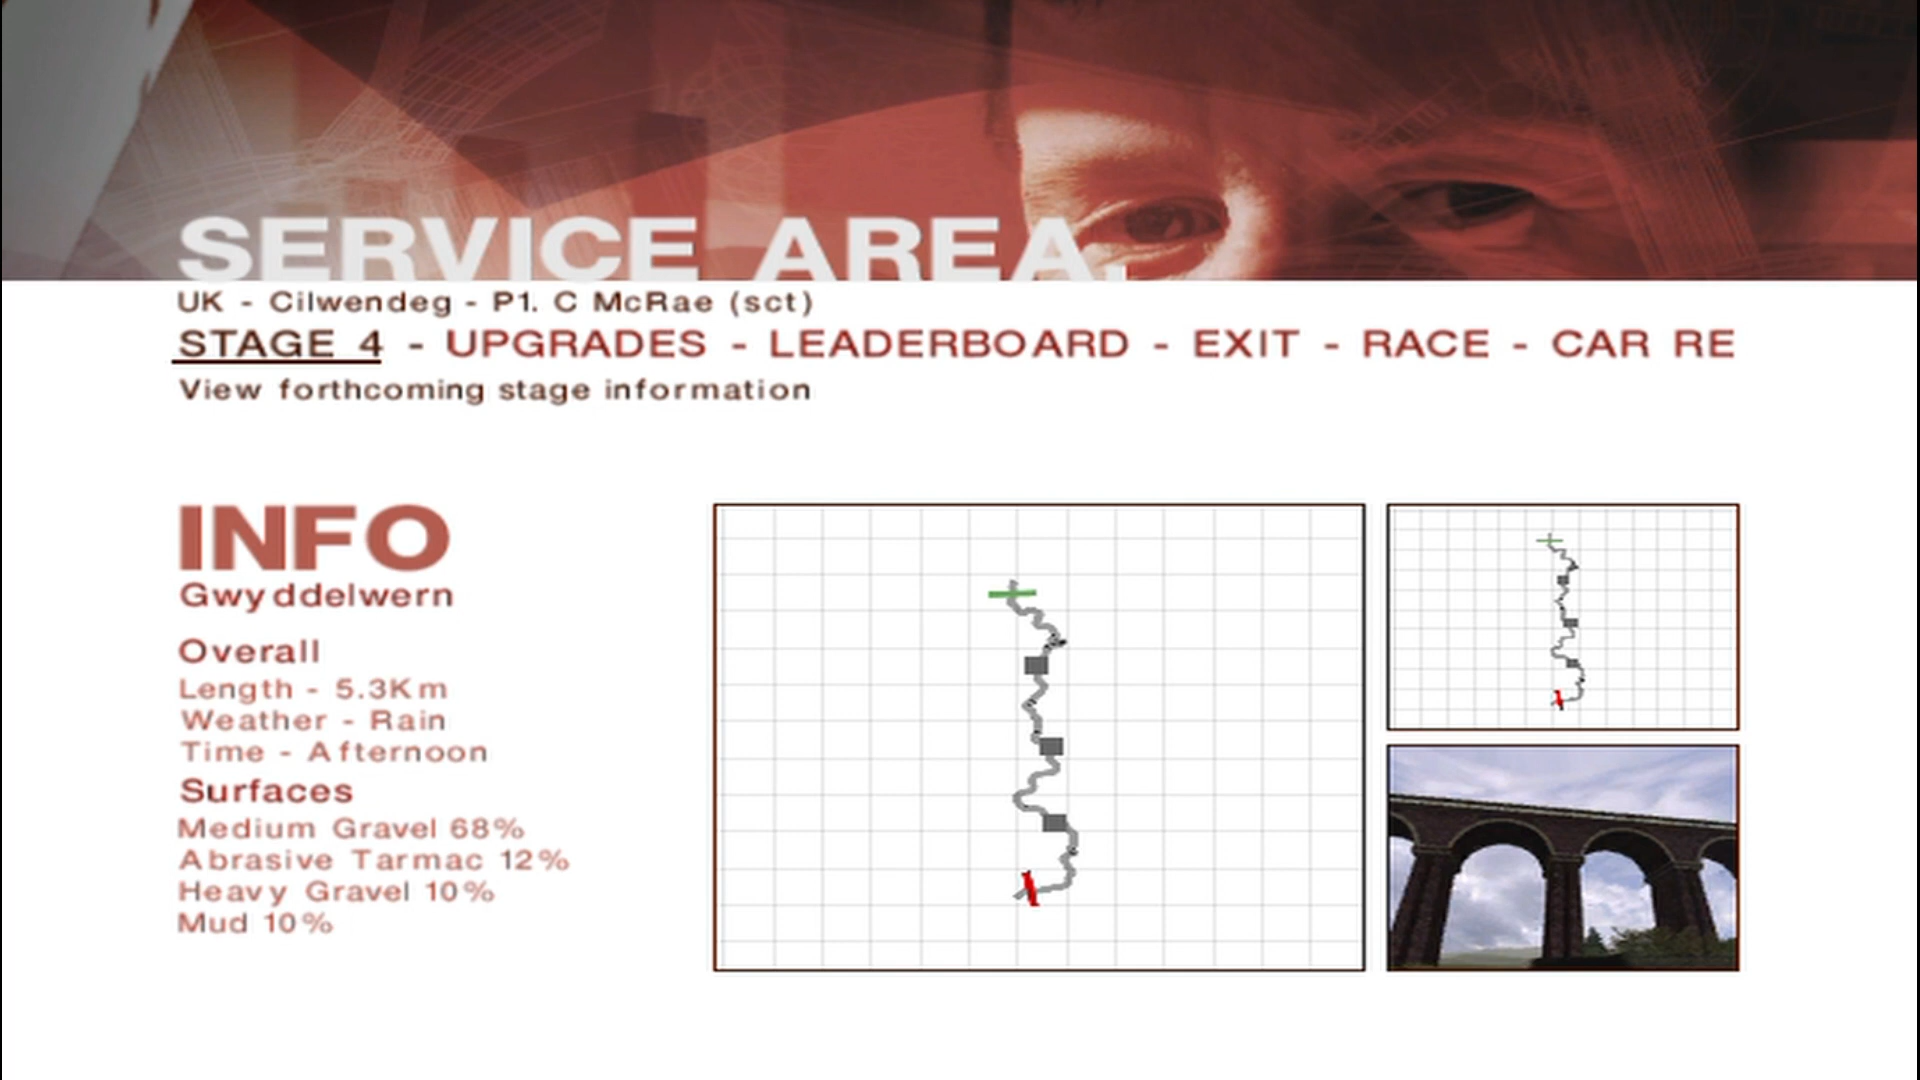 SERVICE AREA.
UK - Cilwendeg - P1. C McRae (sct)
STAGE 4 - UPGRADES - LEADERBOARD - EXIT - RACE - CAR RE
View forthcoming stage information
INFO
Gwyddelwern
Overall
Length - 5.3Km
Weather - Rain
Time - Afternoon
Surfaces
Medium Gravel 68%
Abrasive Tarmac 12%
Heavy Gravel 10%
Mud 10%